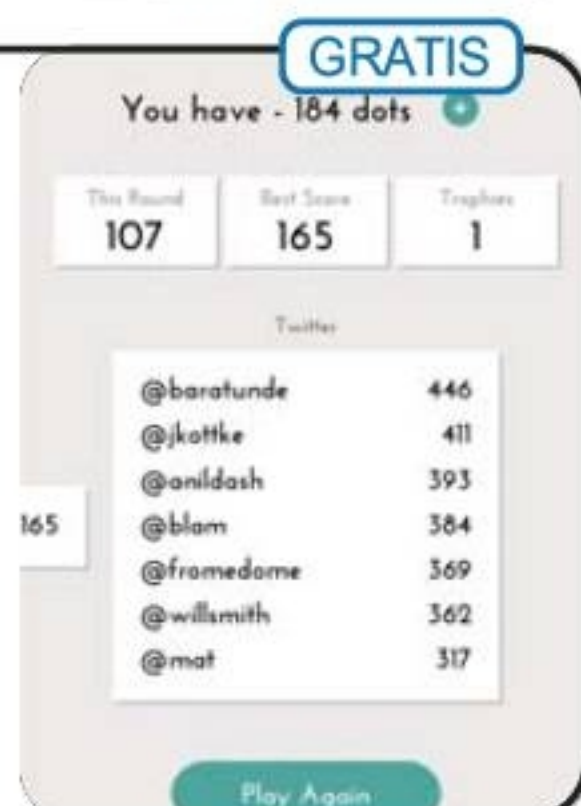 GRATIS
You have - 184 dots +
This Round Best Score Trophies
107 165 1
Twitter
@baratunde 446
@jkottke 411
@anildash 393
165
@blam 384
@framedome 369
@willsmith 362
@mat 317
Play Again